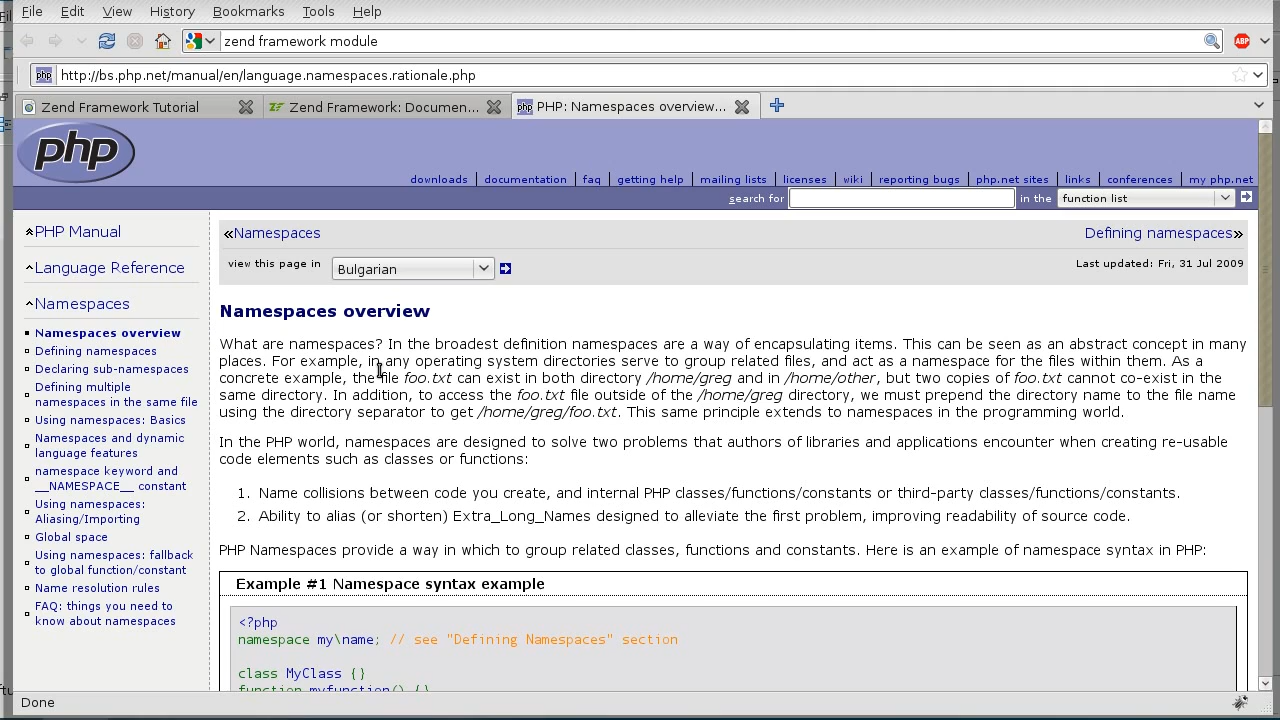 File Edit View History Bookmarks Tools Help
zend framework module
ABP
php http://bs.php.net/manual/en/language.namespaces.rationale.php
Zend Framework Tutorial
Zend Framework: Documen...
php PHP: Namespaces overview...
php
downloads | documentation | faq | getting help | mailing lists | licenses | wiki | reporting bugs | php.net sites | links | conferences | my php.net
search for in the function list
PHP Manual
Language Reference
Namespaces
Namespaces overview
Defining namespaces
Declaring sub-namespaces
Defining multiple
namespaces in the same file
Using namespaces: Basics
Namespaces and dynamic
language features
namespace keyword and
__NAMESPACE__ constant
Using namespaces:
Aliasing/Importing
Global space
Using namespaces: fallback
to global function/constant
Name resolution rules
FAQ: things you need to
know about namespaces
«Namespaces Defining namespaces»
view this page in Bulgarian Last updated: Fri, 31 Jul 2009
Namespaces overview
What are namespaces? In the broadest definition namespaces are a way of encapsulating items. This can be seen as an abstract concept in many
places. For example, in any operating system directories serve to group related files, and act as a namespace for the files within them. As a
concrete example, the file foo.txt can exist in both directory /home/greg and in /home/other, but two copies of foo.txt cannot co-exist in the
same directory. In addition, to access the foo.txt file outside of the /home/greg directory, we must prepend the directory name to the file name
using the directory separator to get /home/greg/foo.txt. This same principle extends to namespaces in the programming world.
In the PHP world, namespaces are designed to solve two problems that authors of libraries and applications encounter when creating re-usable
code elements such as classes or functions:
1. Name collisions between code you create, and internal PHP classes/functions/constants or third-party classes/functions/constants.
2. Ability to alias (or shorten) Extra_Long_Names designed to alleviate the first problem, improving readability of source code.
PHP Namespaces provide a way in which to group related classes, functions and constants. Here is an example of namespace syntax in PHP:
Example #1 Namespace syntax example
<?php
namespace my\name; // see "Defining Namespaces" section
class MyClass {}
function myfunction() {}
Done